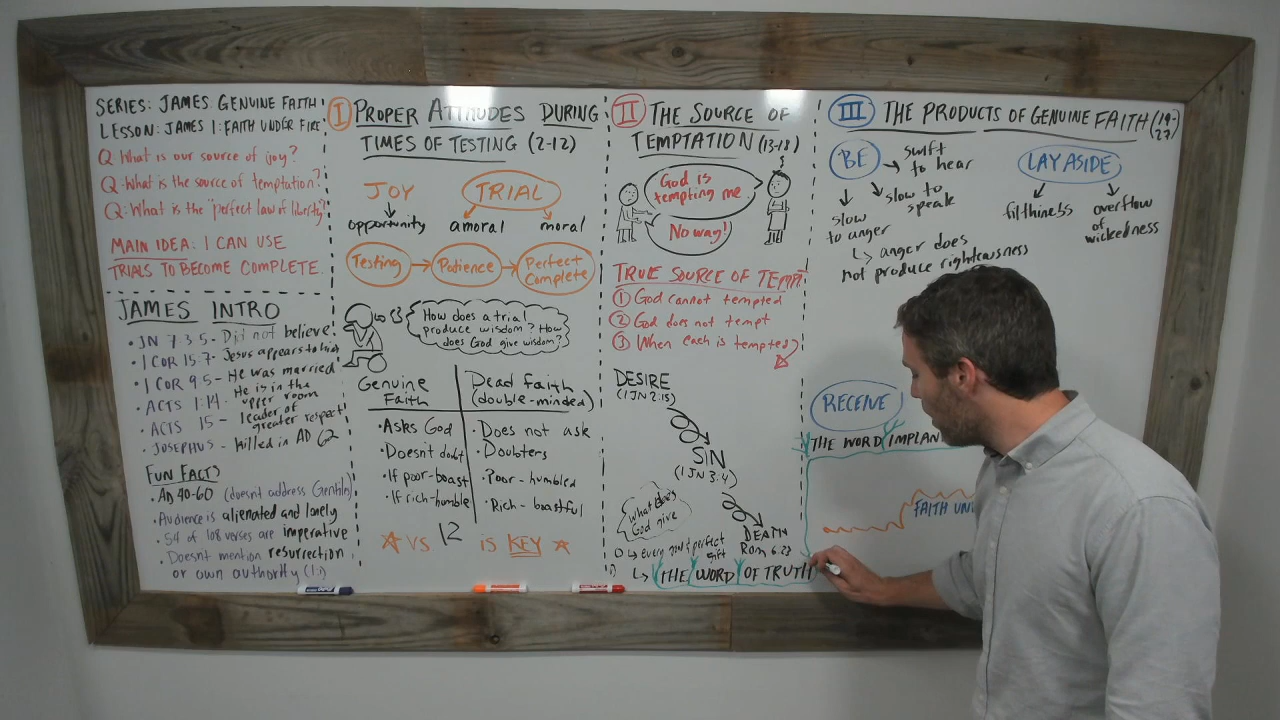 SERIES: JAMES: GENUINE FAITH
LESSON: JAMES 1: FAITH UNDER FIRE
Q: What is our source of joy?
Q: What is the source of temptation?
Q: What is the "perfect law of liberty"
MAIN IDEA: I CAN USE
TRIALS TO BECOME COMPLETE.
JAMES INTRO
• JN 7:3-5 - Did not believe!
• 1 COR 15:7 - Jesus appears to him
• 1 COR 9:5 - He was married
• ACTS 1:14 - He is in the
upper room
• ACTS 15 - leader of
greater respect!
• JOSEPHUS - killed in AD 62
FUN FACTS
• AD 40-60 (doesn't address Gentiles)
• Audience is alienated and lonely
• 54 of 108 verses are imperative
• Doesn't mention resurrection
or own authority (1:1)
I PROPER ATTITUDES DURING
TIMES OF TESTING (2-12)
JOY TRIAL
opportunity amoral moral
Testing Patience Perfect
Complete
How does a trial
produce wisdom? How
does God give wisdom?
Genuine
Faith
Dead Faith
(double-minded)
• Asks God • Does not ask
• Doesn't doubt • Doubters
• If poor-boast • Poor-humbled
• If rich-humble • Rich-boastful
VS 12 is KEY
II THE SOURCE OF
TEMPTATION (13-18)
God is
tempting me
No way!
TRUE SOURCE OF TEMPT
1 God cannot tempted
2 God does not tempt
3 When each is tempted
DESIRE
(1 JN 2:15)
SIN
(1 JN 3:4)
DEATH
Rom 6:23
What does
God give
every good & perfect
gift
THE WORD OF TRUTH
III THE PRODUCTS OF GENUINE FAITH (19-
27)
BE
swift
to hear
slow to
speak
slow
to anger
anger does
not produce righteousness
LAY ASIDE
filthiness
overflow
of
wickedness
RECEIVE
THE WORD IMPLAN
FAITH UN